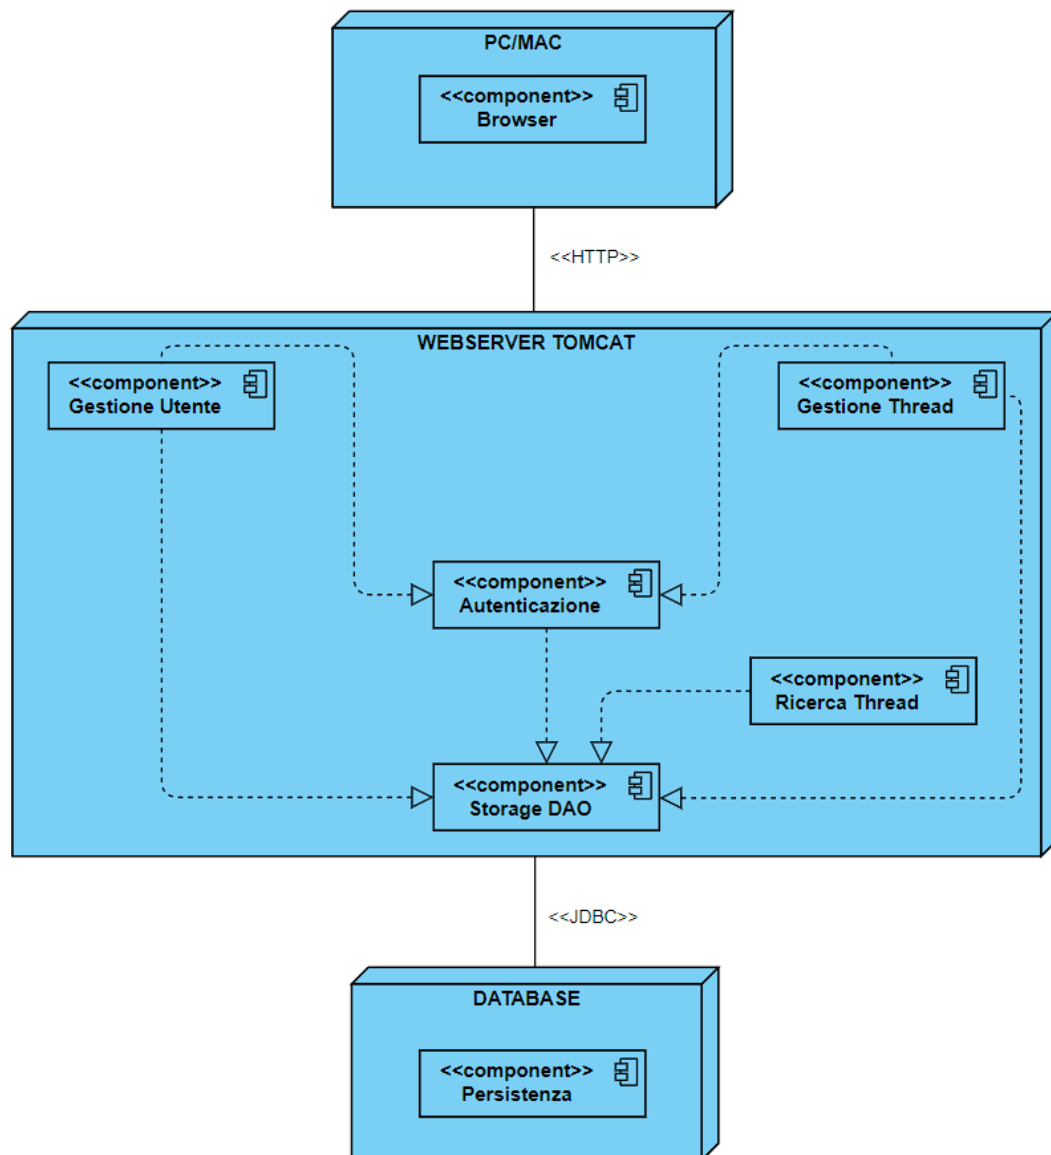 PC/MAC
<<component>>
Browser
<<HTTP>>
WEBSERVER TOMCAT
<<component>>
Gestione Utente
<<component>>
Gestione Thread
<<component>>
Autenticazione
<<component>>
Ricerca Thread
<<component>>
Storage DAO
<<JDBC>>
DATABASE
<<component>>
Persistenza